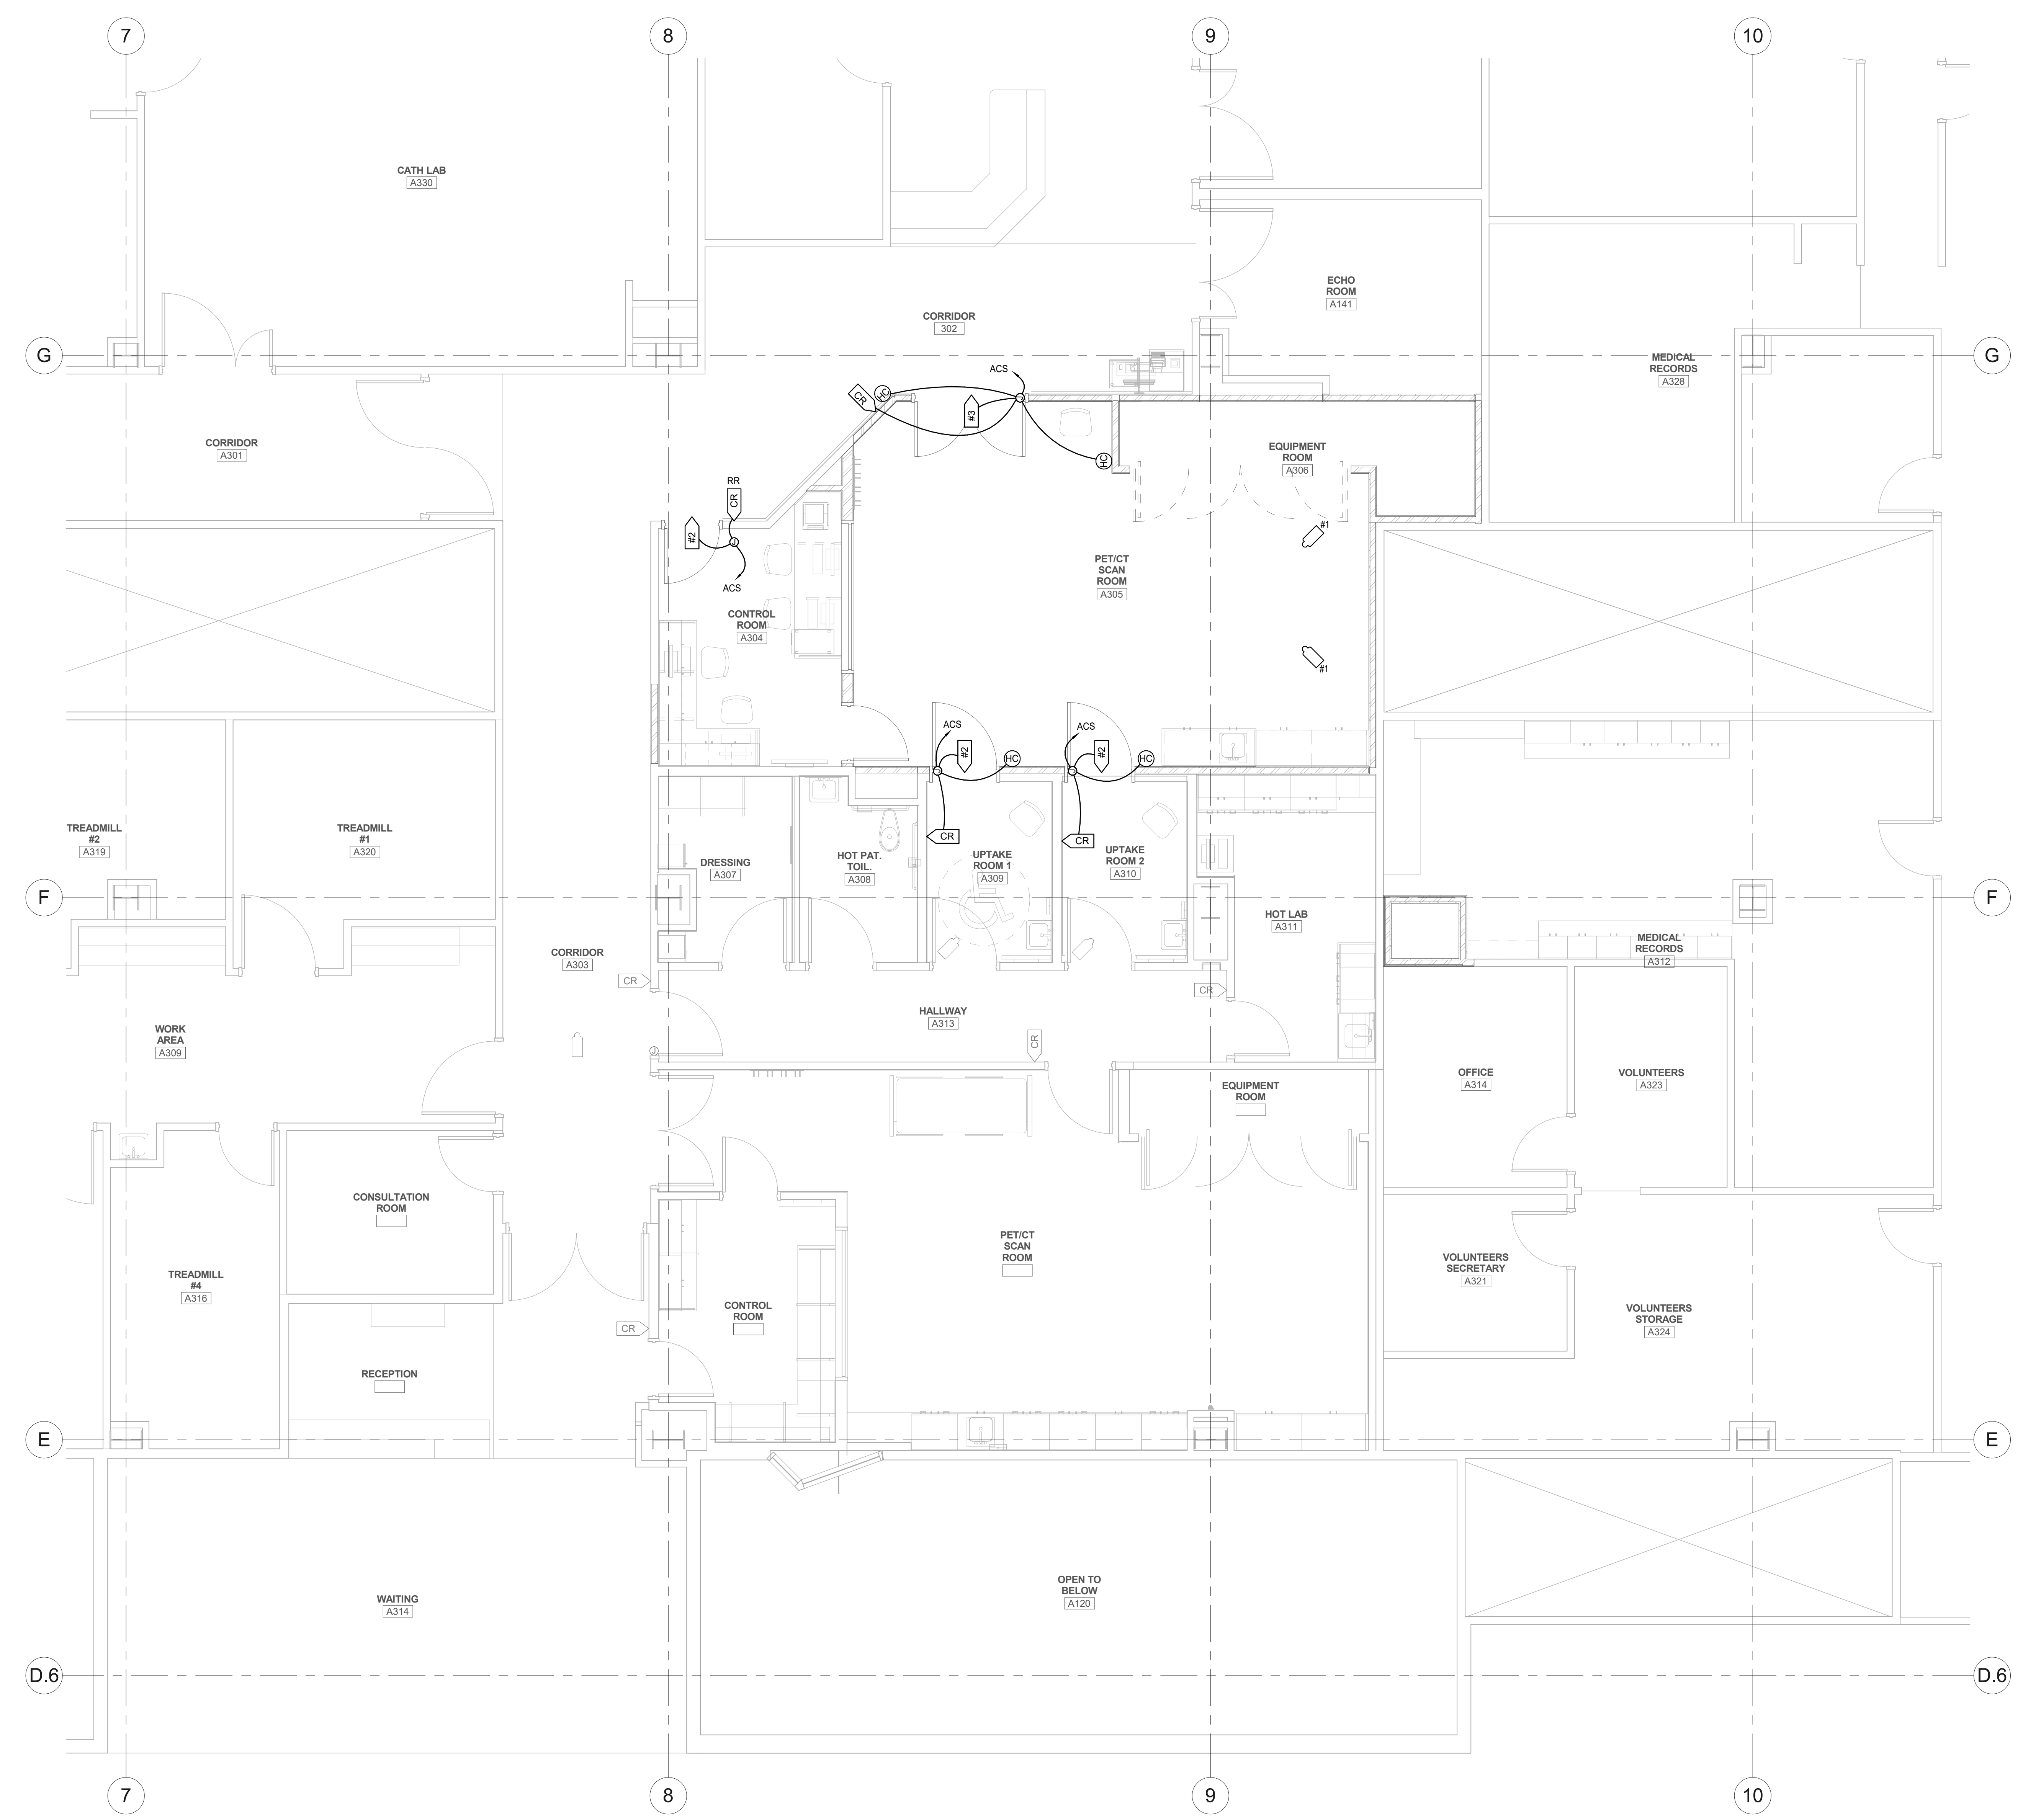 7
8
9
10
CATH LAB
A330
ECHO
ROOM
A141
CORRIDOR
302
G
G
MEDICAL
RECORDS
A328
ACS
CR
HC
J
#3
HC
CORRIDOR
A301
EQUIPMENT
ROOM
A306
RR
CR
#2
J
ACS
#1
PET/CT
SCAN
ROOM
A305
CONTROL
ROOM
A304
#1
ACS
#2
HC
J
ACS
#2
HC
J
TREADMILL
#2
A319
TREADMILL
#1
A320
CR
CR
DRESSING
A307
HOT PAT.
TOIL.
A308
UPTAKE
ROOM 1
A309
UPTAKE
ROOM 2
A310
F
F
HOT LAB
A311
CORRIDOR
A303
MEDICAL
RECORDS
A312
CR
CR
HALLWAY
A313
WORK
AREA
A309
CR
J
OFFICE
A314
VOLUNTEERS
A323
EQUIPMENT
ROOM
CONSULTATION
ROOM
PET/CT
SCAN
ROOM
VOLUNTEERS
SECRETARY
A321
TREADMILL
#4
A316
CONTROL
ROOM
CR
VOLUNTEERS
STORAGE
A324
RECEPTION
E
E
WAITING
A314
OPEN TO
BELOW
A120
D.6
D.6
7
8
9
10